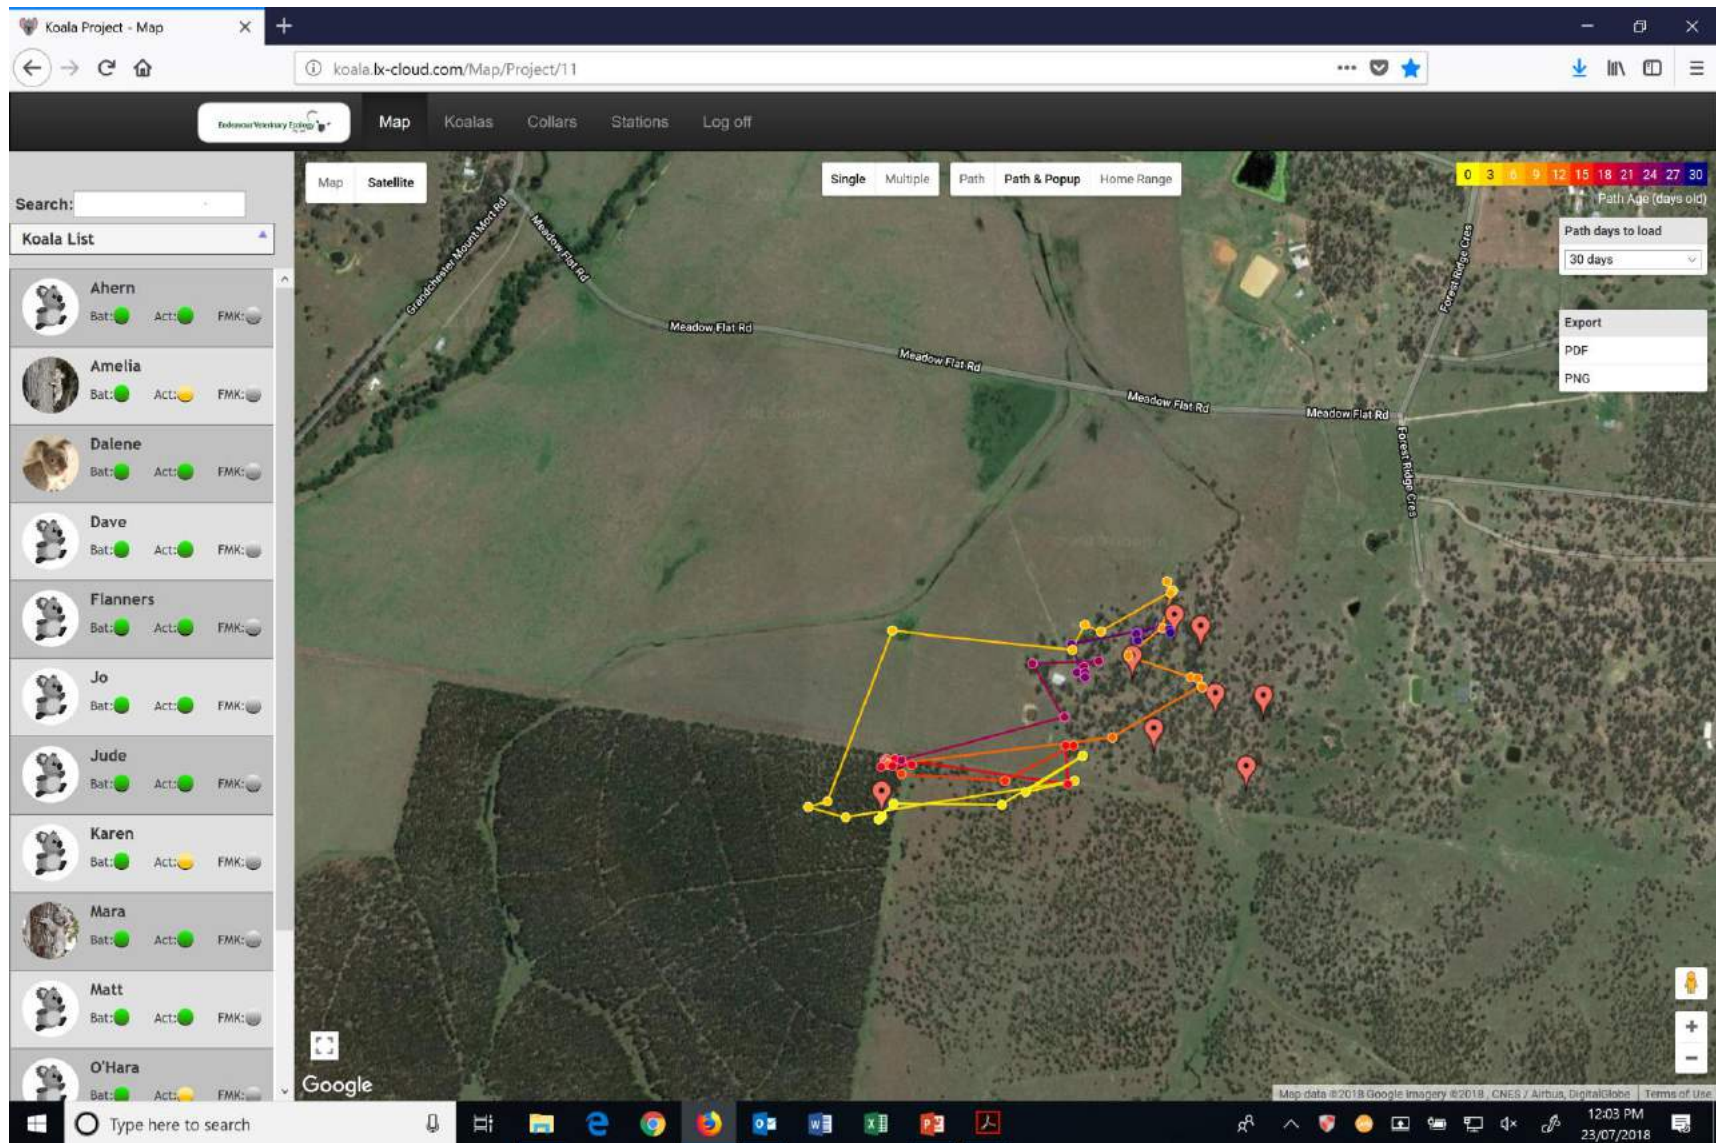 Koala Project - Map
koala.lx-cloud.com/Map/Project/11
Endeavour Veterinary Ecology
Map Koalas Collars Stations Log off
Search:
Koala List
Ahern
Bat: Act: FMK:
Amelia
Bat: Act: FMK:
Dalene
Bat: Act: FMK:
Dave
Bat: Act: FMK:
Flanners
Bat: Act: FMK:
Jo
Bat: Act: FMK:
Jude
Bat: Act: FMK:
Karen
Bat: Act: FMK:
Mara
Bat: Act: FMK:
Matt
Bat: Act: FMK:
O'Hara
Bat: Act: FMK:
Map Satellite
Single Multiple
Path Path & Popup Home Range
0 3 6 9 12 15 18 21 24 27 30
Path Age (days old)
Path days to load
30 days
Export
PDF
PNG
Grandchester Mount Mort Rd
Meadow Flat Rd
Meadow Flat Rd
Meadow Flat Rd
Meadow Flat Rd
Meadow Flat Rd
Forest Ridge Cres
Forest Ridge Cres
Google
Map data ©2018 Google Imagery ©2018 , CNES / Airbus, DigitalGlobe Terms of Use
Type here to search
12:03 PM
23/07/2018